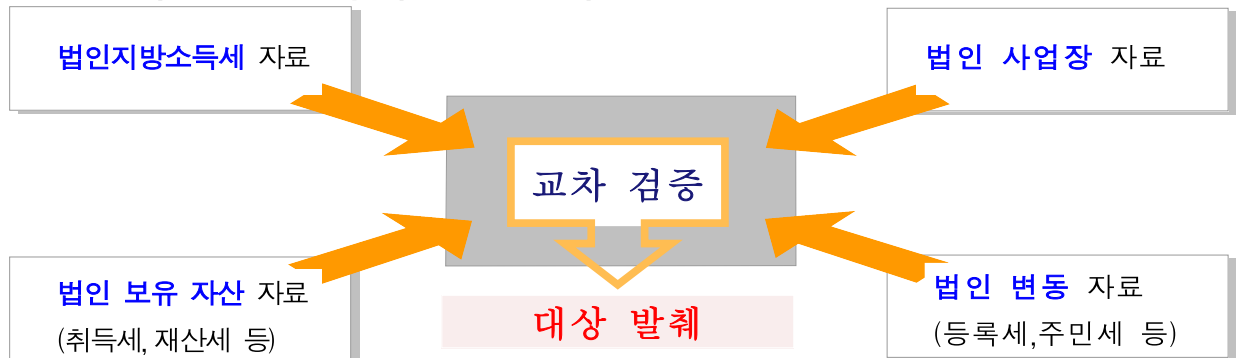 법인지방소득세 자료
법인 사업장 자료
교차 검증
대상 발췌
법인 보유 자산 자료
(취득세, 재산세 등)
법인 변동 자료
(등록세,주민세 등)